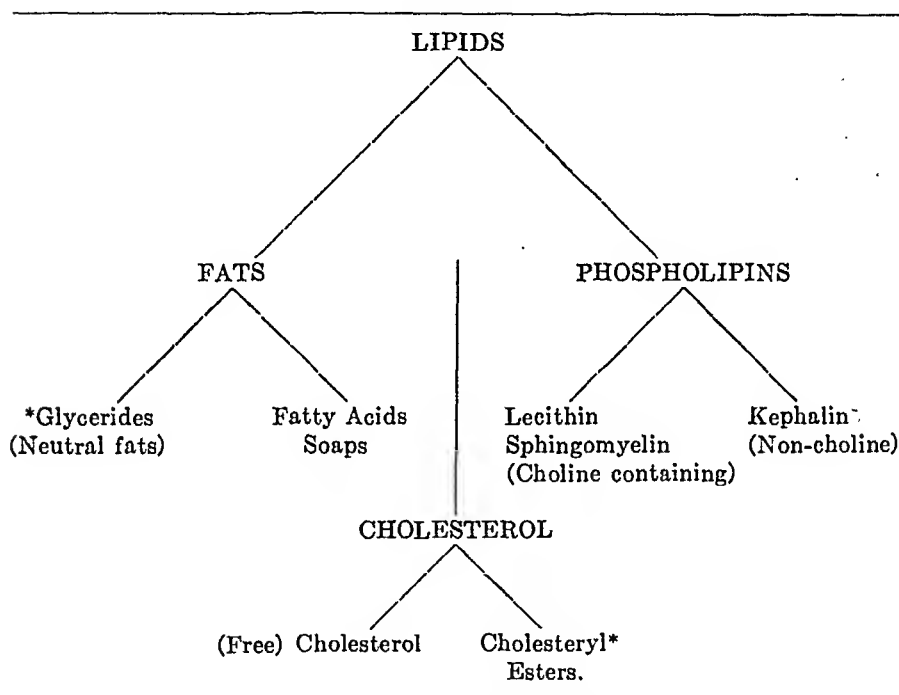 LIPIDS
FATS
PHOSPHOLIPINS
*Glycerides
(Neutral fats)
Fatty Acids
Soaps
Lecithin
Sphingomyelin
(Choline containing)
Kephalin
(Non-choline)
CHOLESTEROL
(Free) Cholesterol
Cholesteryl*
Esters.